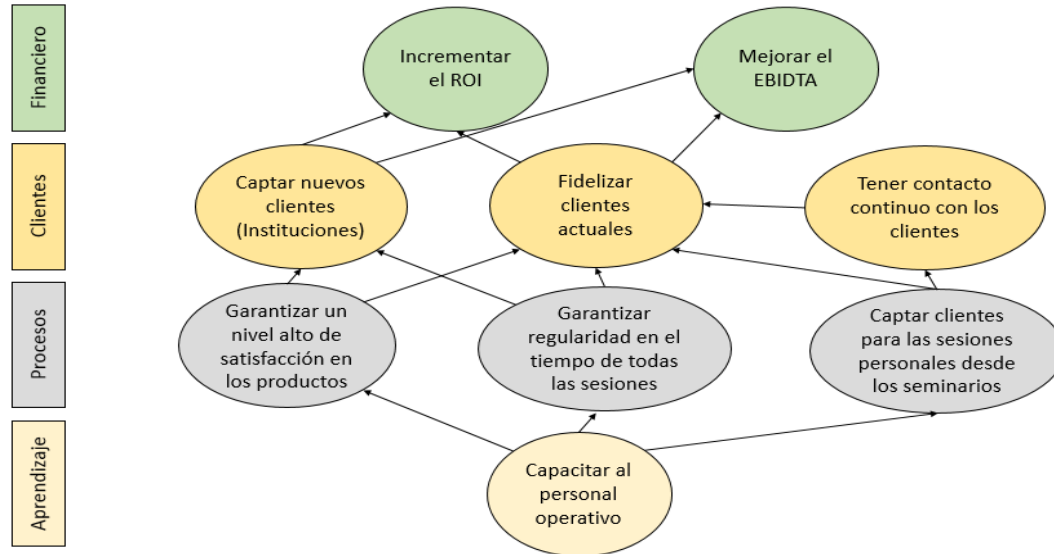 Financiero
Incrementar
el ROI
Mejorar el
EBIDTA
Clientes
Captar nuevos
clientes
(Instituciones)
Fidelizar
clientes
actuales
Tener contacto
continuo con los
clientes
Procesos
Garantizar un
nivel alto de
satisfacción en
los productos
Garantizar
regularidad en el
tiempo de todas
las sesiones
Captar clientes
para las sesiones
personales desde
los seminarios
Aprendizaje
Capacitar al
personal
operativo